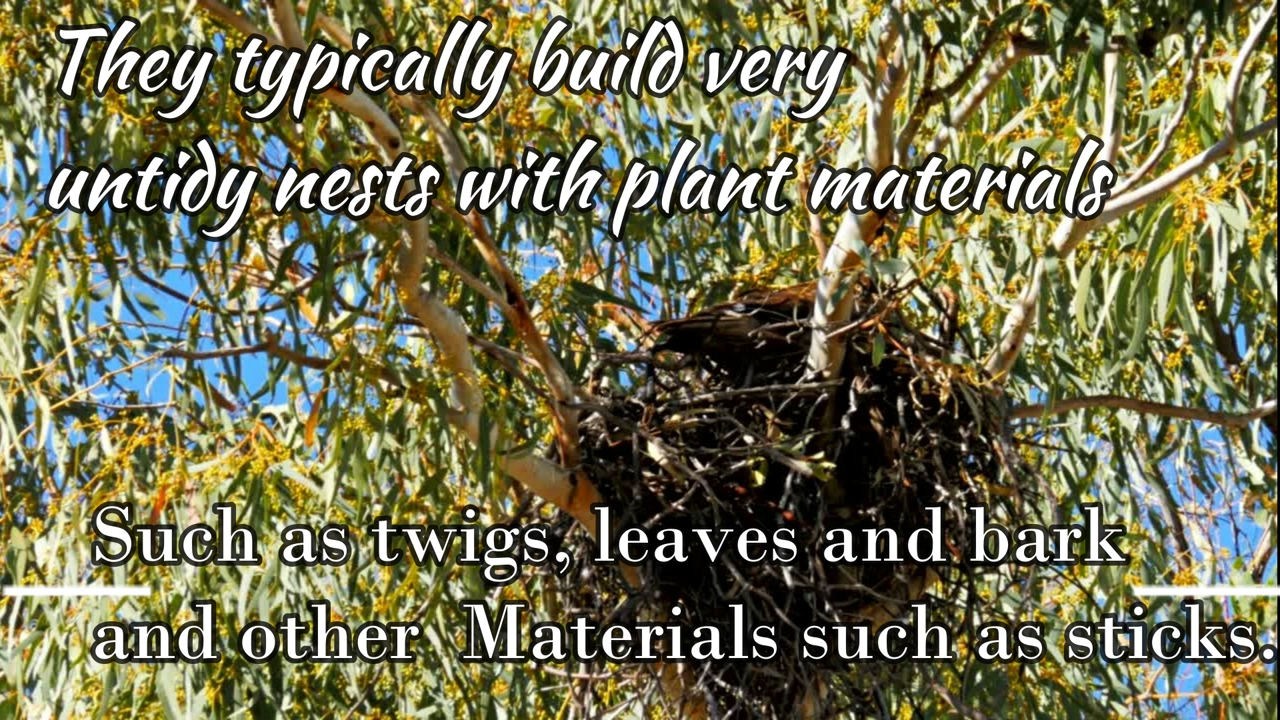 They typically build very
untidy nests with plant materials
Such as twigs, leaves and bark
and other Materials such as sticks.